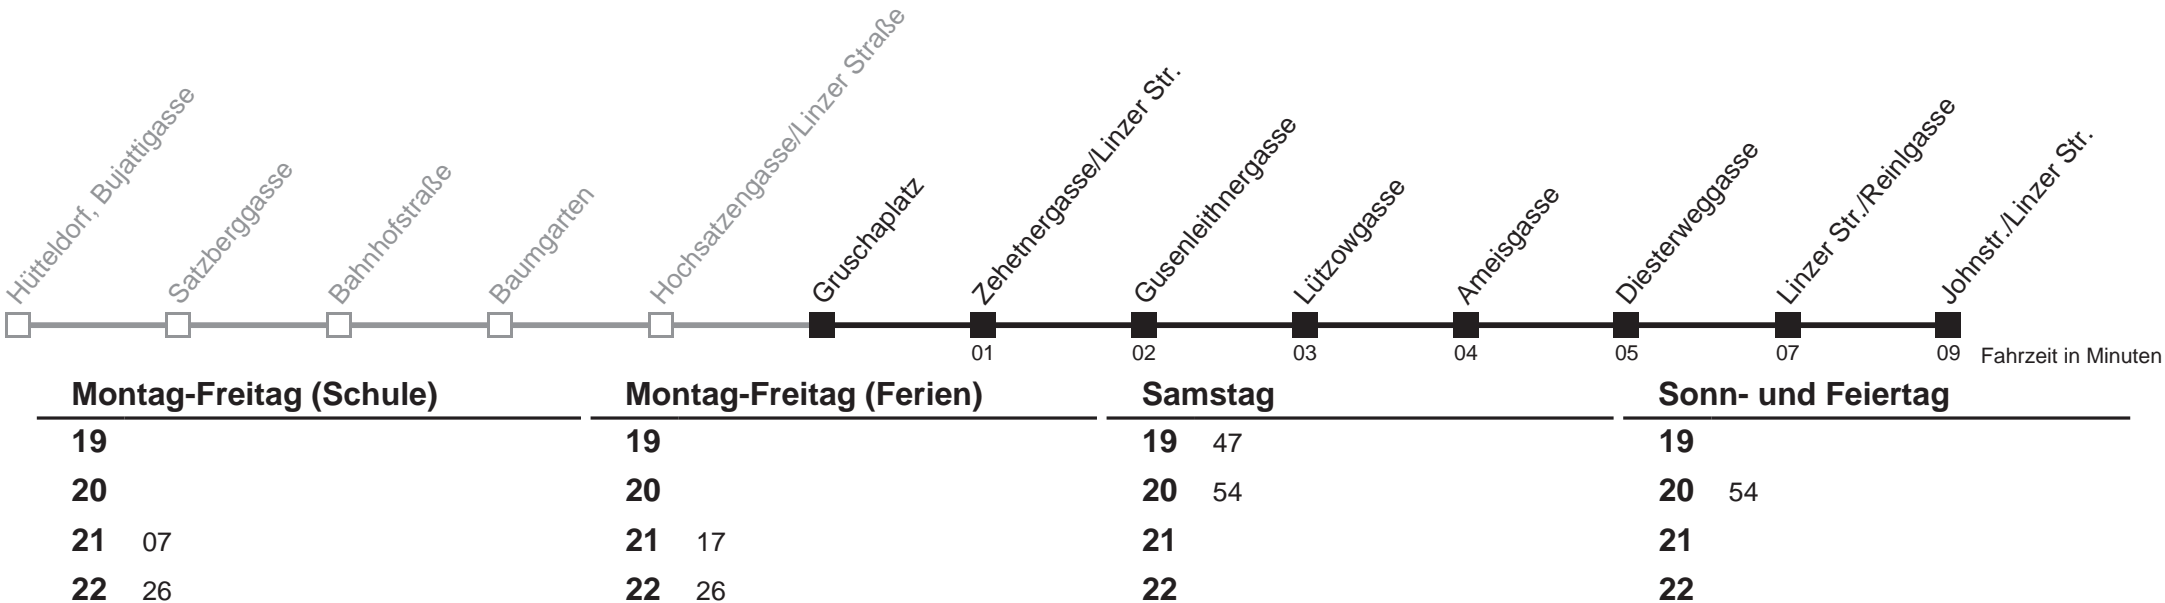 Hütteldorf, Bujattigasse
Satzberggasse
Bahnhofstraße
Baumgarten
Hochsatzengasse/Linzer Straße
Gruschaplatz
Zehetnergasse/Linzer Str.
Gusenleithnergasse
Lützowgasse
Ameisgasse
Diesterweggasse
Linzer Str./Reinlgasse
Johnstr./Linzer Str.
01 02 03 04 05 07 09 Fahrzeit in Minuten
Montag-Freitag (Schule) Montag-Freitag (Ferien) Samstag Sonn- und Feiertag
19 19 19 47 19
20 20 20 54 20 54
21 07 21 17 21 21
22 26 22 26 22 22